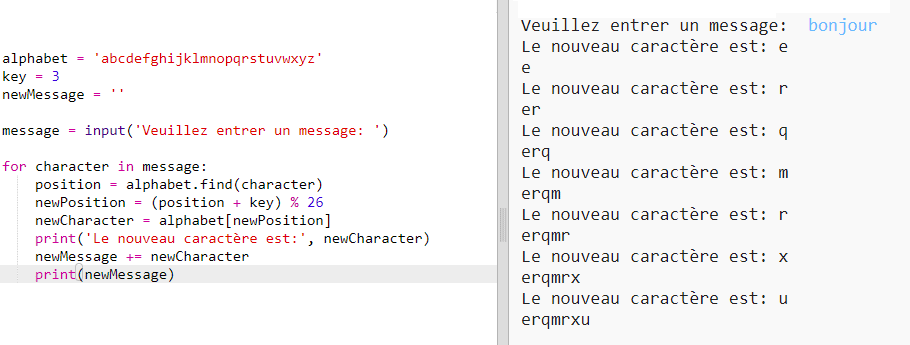 alphabet = 'abcdefghijklmnopqrstuvwxyz'
key = 3
newMessage = ''
message = input('Veuillez entrer un message: ')
for character in message:
position = alphabet.find(character)
newPosition = (position + key) % 26
newCharacter = alphabet[newPosition]
print('Le nouveau caractère est:', newCharacter)
newMessage += newCharacter
print(newMessage)
Veuillez entrer un message: bonjour
Le nouveau caractère est: e
e
Le nouveau caractère est: r
er
Le nouveau caractère est: q
erq
Le nouveau caractère est: m
erqm
Le nouveau caractère est: r
erqmr
Le nouveau caractère est: x
erqmrx
Le nouveau caractère est: u
erqmrxu